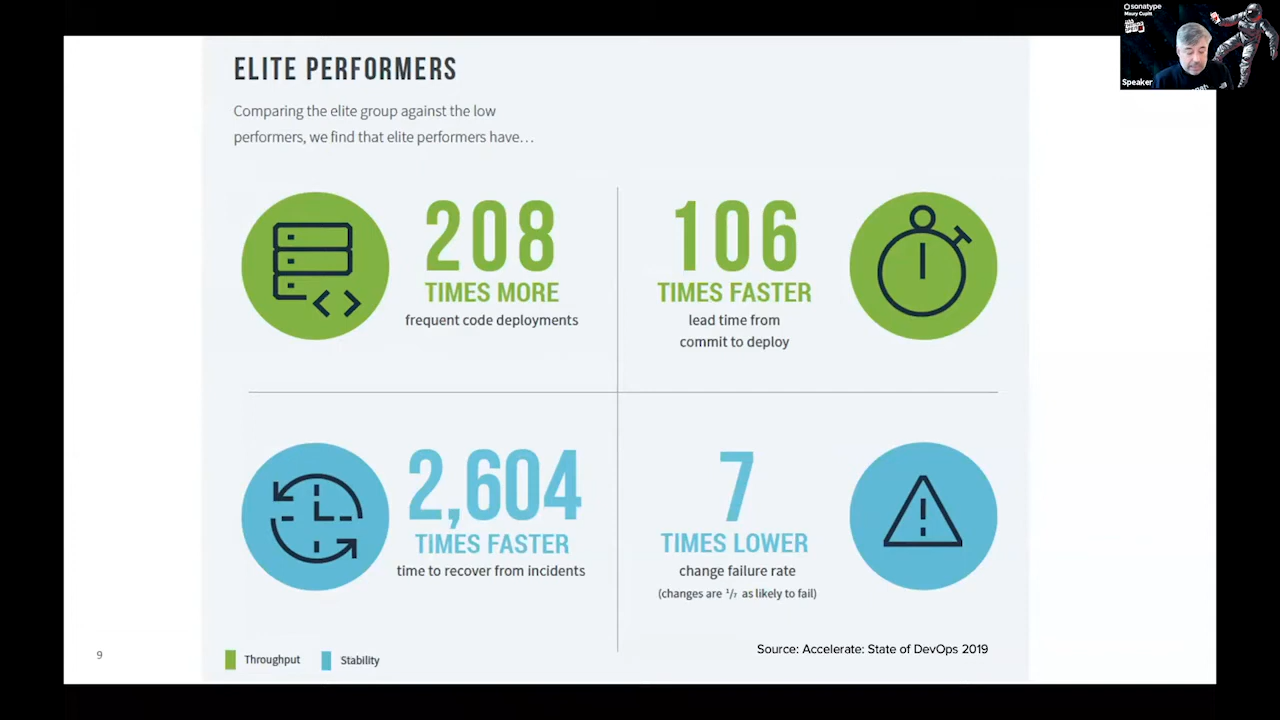 ELITE PERFORMERS
Comparing the elite group against the low
performers, we find that elite performers have…
208
TIMES MORE
frequent code deployments
106
TIMES FASTER
lead time from
commit to deploy
2,604
TIMES FASTER
time to recover from incidents
7
TIMES LOWER
change failure rate
(changes are 1/7 as likely to fail)
Throughput
Stability
Source: Accelerate: State of DevOps 2019
9
sonatype
Maury Cupitt
Speaker